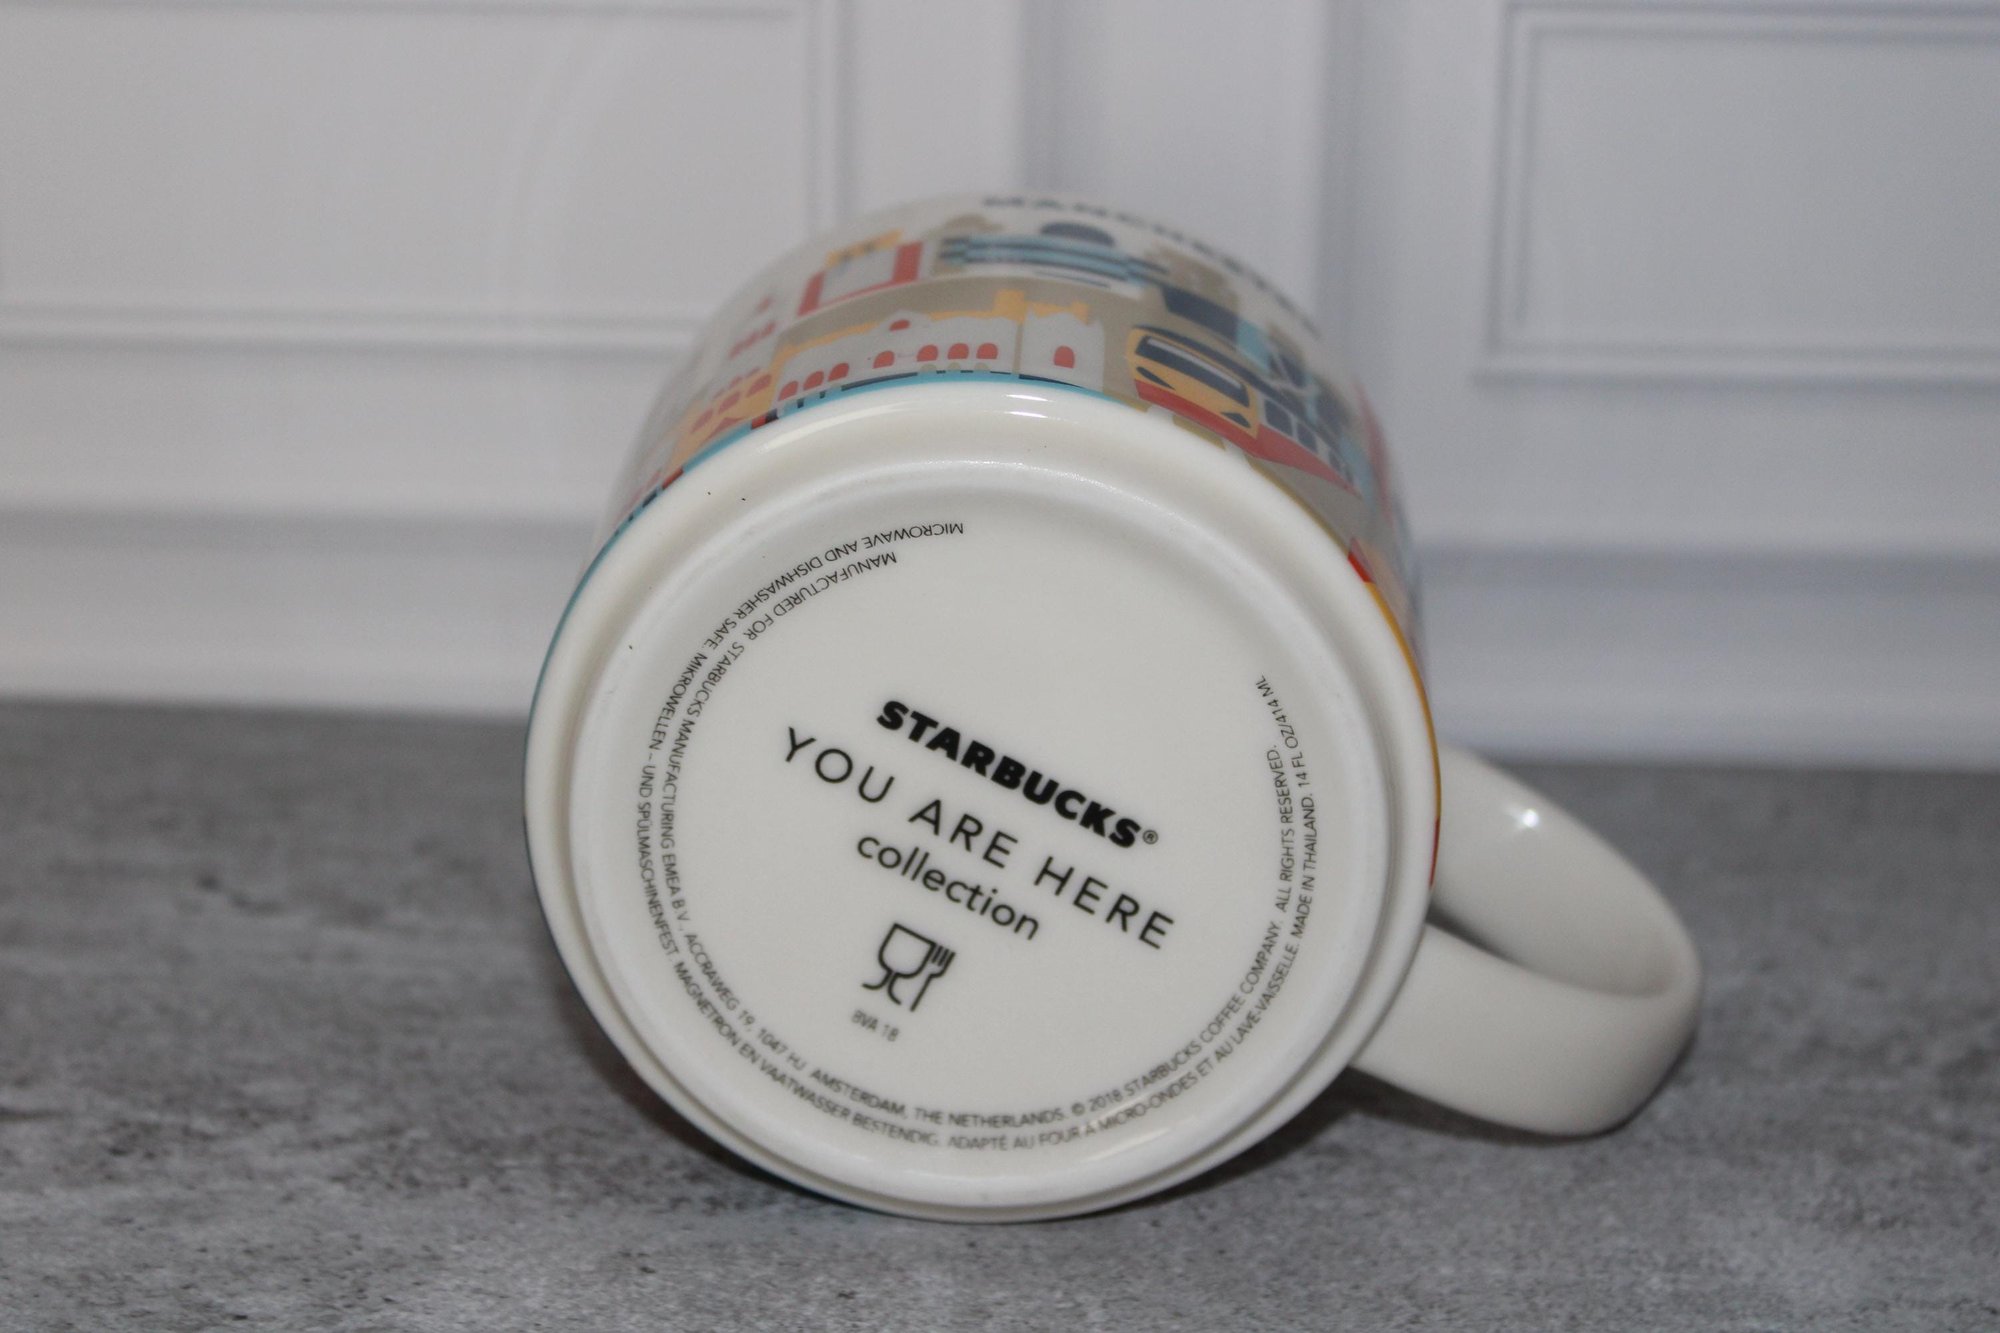 MANCHESTER
STARBUCKS®
YOU ARE HERE
collection
BVA 18
MANUFACTURED FOR STARBUCKS MANUFACTURING EMEA B.V., ACCRAWEG 19, 1047 HJ AMSTERDAM, THE NETHERLANDS. © 2018 STARBUCKS COFFEE COMPANY. ALL RIGHTS RESERVED.
MICROWAVE AND DISHWASHER SAFE. MIKROWELLEN - UND SPÜLMASCHINENFEST. MAGNETRON EN VAATWASSER BESTENDIG. ADAPTÉ AU FOUR À MICRO-ONDES ET AU LAVE-VAISSELLE. MADE IN THAILAND. 14 FL OZ/414 ML